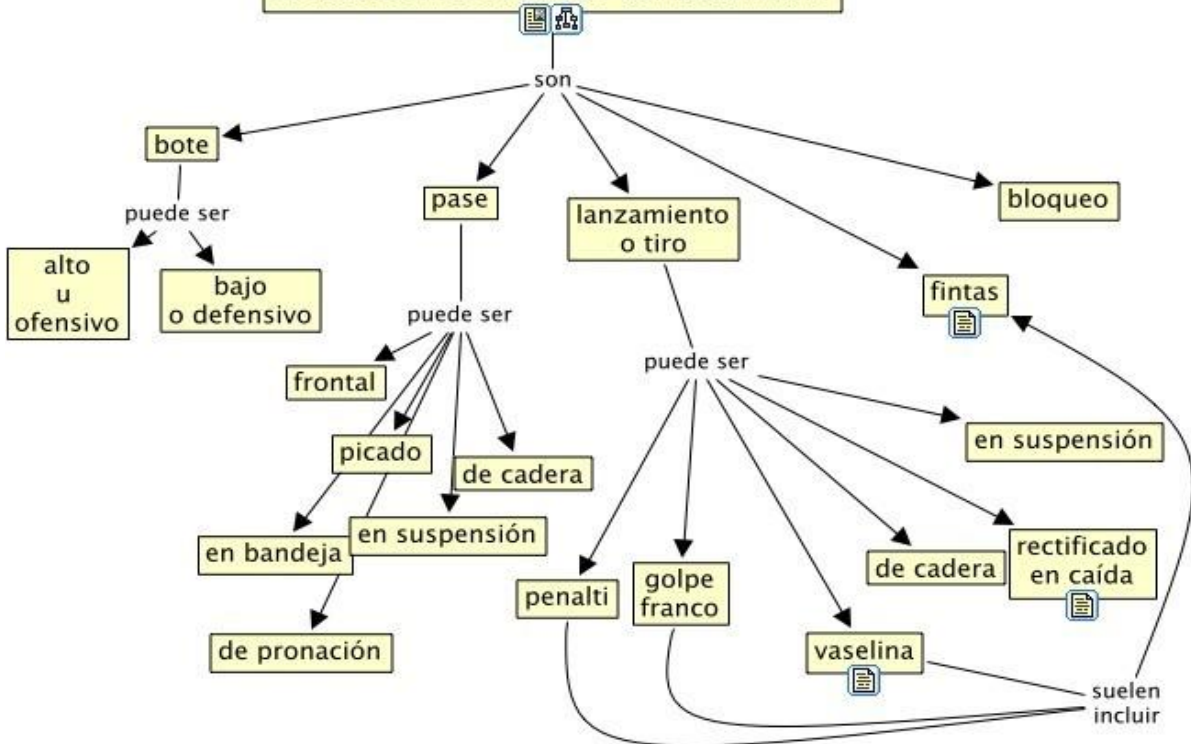 son
bote
puede ser
alto
u
ofensivo
bajo
o defensivo
pase
puede ser
frontal
picado
de cadera
en suspensión
en bandeja
de pronación
lanzamiento
o tiro
puede ser
penalti
golpe
franco
vaselina
de cadera
rectificado
en caída
en suspensión
fintas
bloqueo
suelen
incluir